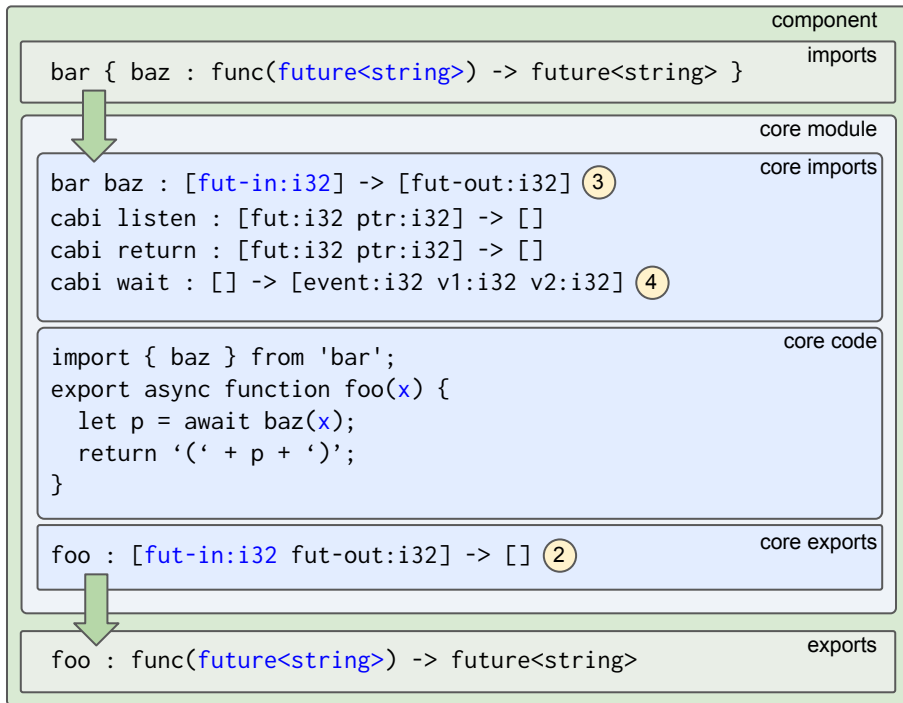 component
imports
bar { baz : func(future<string>) -> future<string> }
core module
core imports
bar baz : [fut-in:i32] -> [fut-out:i32] 3
cabi listen : [fut:i32 ptr:i32] -> []
cabi return : [fut:i32 ptr:i32] -> []
cabi wait : [] -> [event:i32 v1:i32 v2:i32] 4
core code
import { baz } from 'bar';
export async function foo(x) {
let p = await baz(x);
return ‘(‘ + p + ‘)’;
}
core exports
foo : [fut-in:i32 fut-out:i32] -> [] 2
exports
foo : func(future<string>) -> future<string>